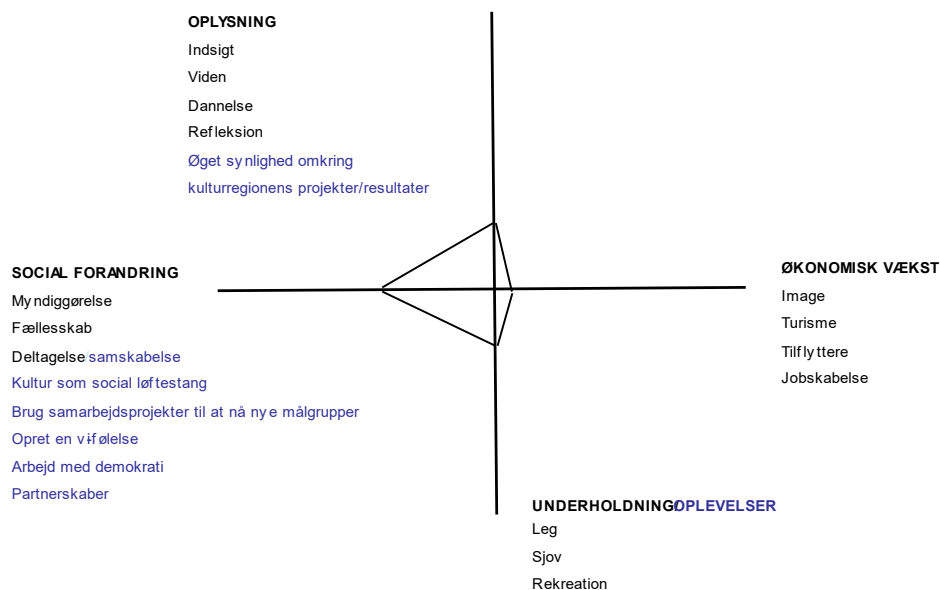 OPLYSNING
Indsigt
Viden
Dannelse
Refleksion
Øget synlighed omkring
kulturregionens projekter/resultater
SOCIAL FORANDRING
Myndiggørelse
Fællesskab
Deltagelse/samskabelse
Kultur som social løftestang
Brug samarbejdsprojekter til at nå nye målgrupper
Opret en vi-følelse
Arbejd med demokrati
Partnerskaber
ØKONOMISK VÆKST
Image
Turisme
Tilflyttere
Jobskabelse
UNDERHOLDNING/OPLEVELSER
Leg
Sjov
Rekreation